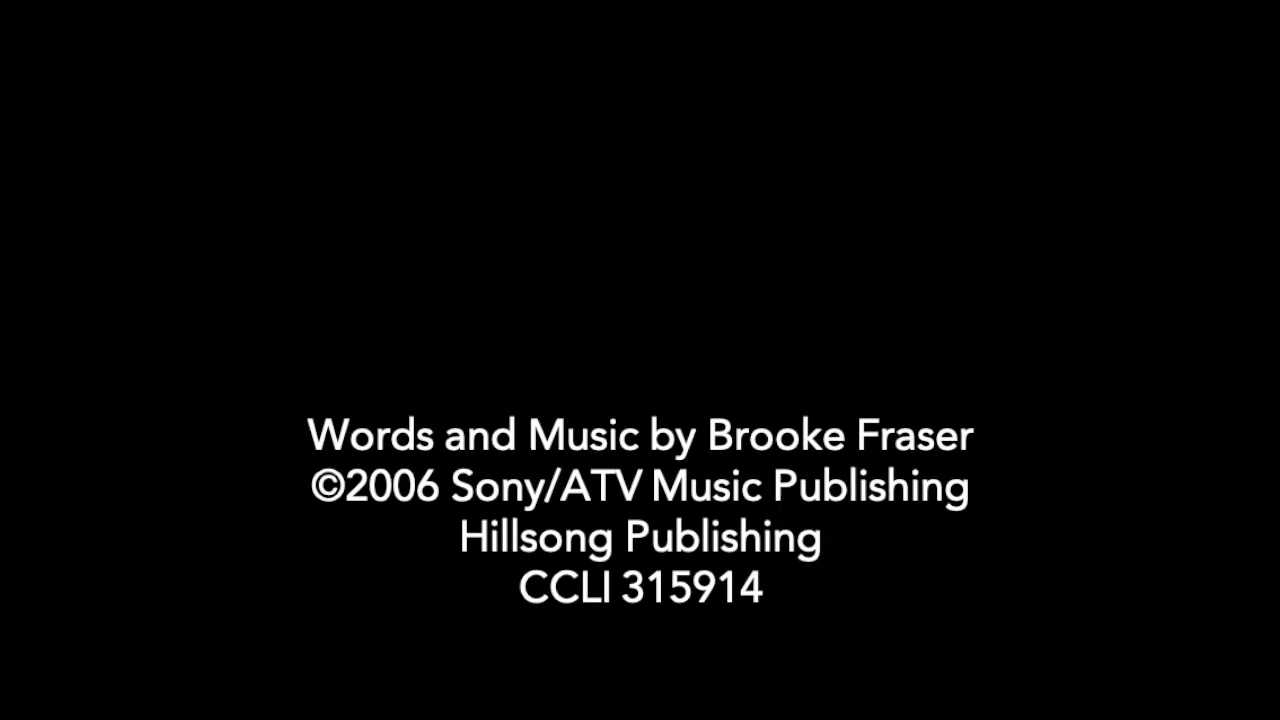 Words and Music by Brooke Fraser
©2006 Sony/ATV Music Publishing
Hillsong Publishing
CCLI 315914